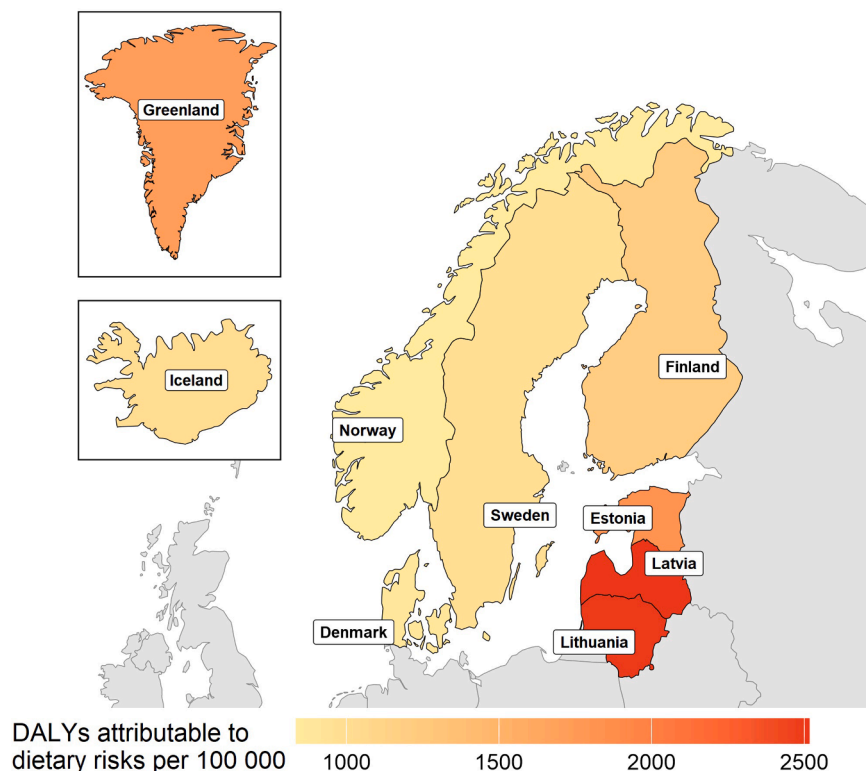 Greenland
Iceland
Norway
Finland
Sweden
Estonia
Latvia
Denmark
Lithuania
DALYs attributable to
dietary risks per 100 000
1000 1500 2000 2500